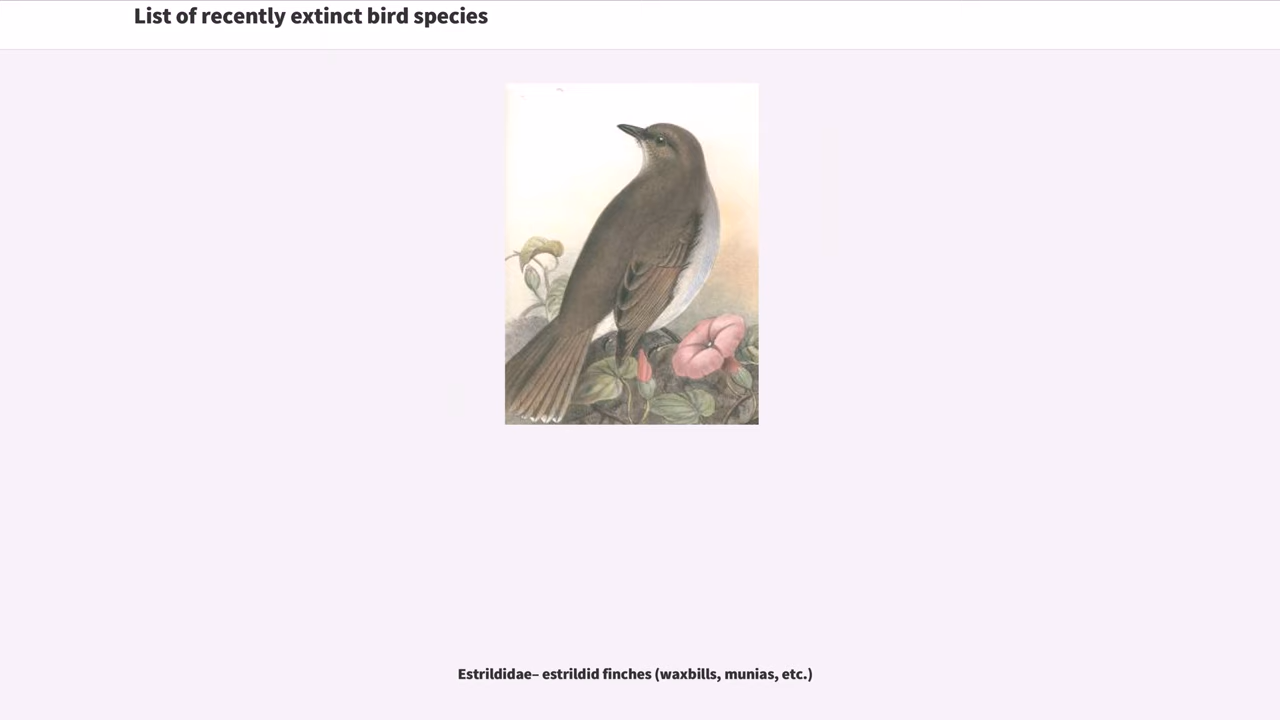 List of recently extinct bird species
Estrildidae– estrildid finches (waxbills, munias, etc.)